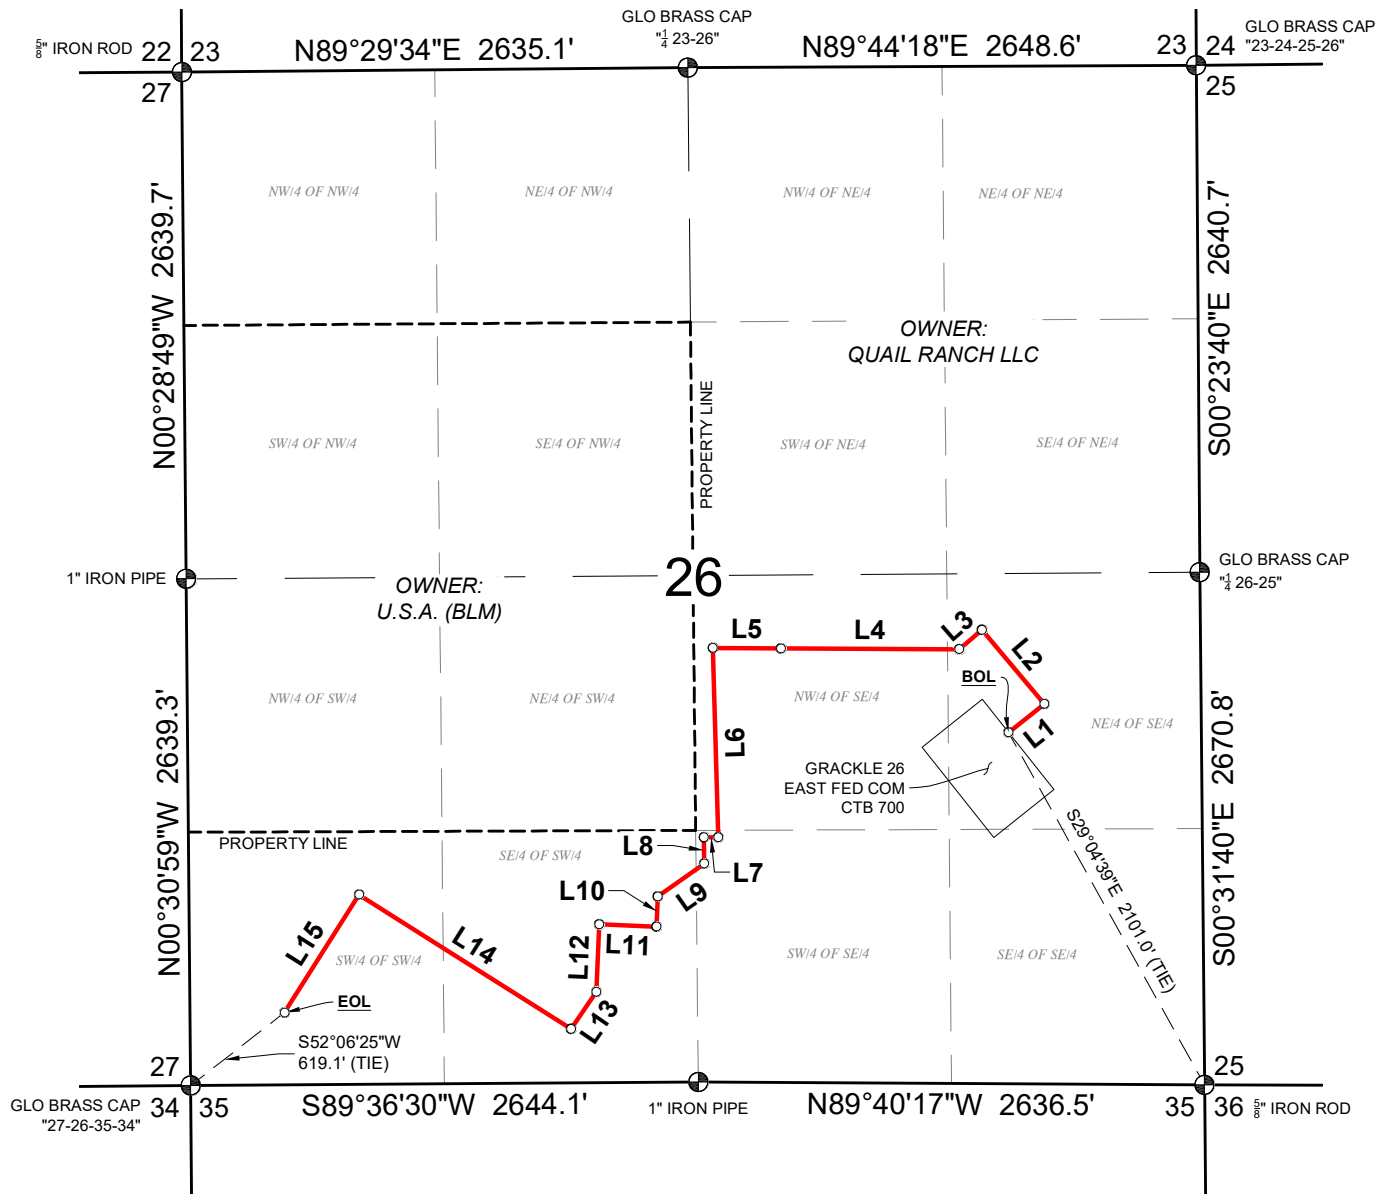 GLO BRASS CAP
"1/4 23-26"
GLO BRASS CAP
"23-24-25-26"
5/8" IRON ROD
22 23
N89°29'34"E 2635.1'
N89°44'18"E 2648.6'
23 24
27
25
NW/4 OF NW/4
NE/4 OF NW/4
NW/4 OF NE/4
NE/4 OF NE/4
N00°28'49"W 2639.7'
S00°23'40"E 2640.7'
OWNER:
QUAIL RANCH LLC
PROPERTY LINE
SW/4 OF NW/4
SE/4 OF NW/4
SW/4 OF NE/4
SE/4 OF NE/4
1" IRON PIPE
GLO BRASS CAP
"1/4 26-25"
26
OWNER:
U.S.A. (BLM)
L5
L4
L3
L2
BOL
L1
NW/4 OF SW/4
NE/4 OF SW/4
NW/4 OF SE/4
NE/4 OF SE/4
N00°30'59"W 2639.3'
S00°31'40"E 2670.8'
L6
GRACKLE 26
EAST FED COM
CTB 700
S29°04'39"E 2101.0' (TIE)
PROPERTY LINE
SE/4 OF SW/4
L8
L7
L10
L9
L11
L12
L13
L14
L15
SW/4 OF SW/4
SW/4 OF SE/4
SE/4 OF SE/4
EOL
S52°06'25"W
619.1' (TIE)
27
25
GLO BRASS CAP
"27-26-35-34"
34 35
S89°36'30"W 2644.1'
1" IRON PIPE
N89°40'17"W 2636.5'
35 36
5/8" IRON ROD